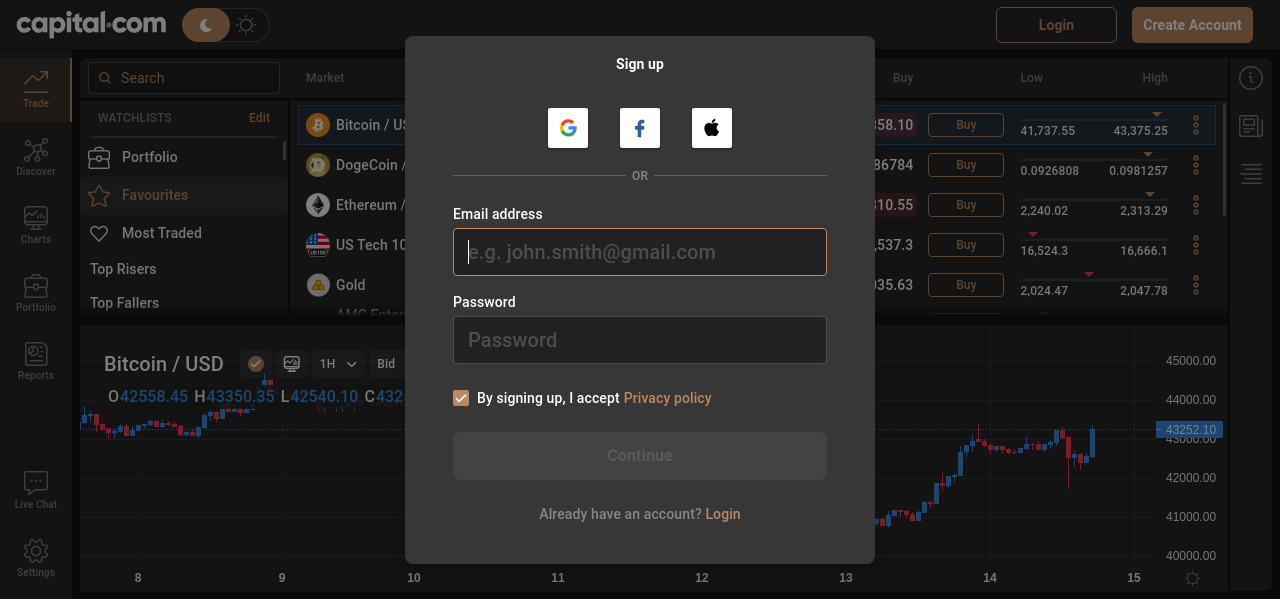 capital.com
Login
Create Account
Sign up
Trade
Search
Market
Buy
Low
High
WATCHLISTS
Edit
Bitcoin / US
358.10
Buy
41,737.55
43,375.25
Discover
Portfolio
DogeCoin /
86784
Buy
0.0926808
0.0981257
OR
Favourites
Ethereum /
310.55
Buy
2,240.02
2,313.29
Email address
Charts
Most Traded
US Tech 10
,537.3
Buy
16,524.3
16,666.1
e.g. john.smith@gmail.com
Top Risers
Gold
035.63
Buy
2,024.47
2,047.78
Portfolio
Top Fallers
Password
Password
Reports
Bitcoin / USD
1H
Bid
O42558.45 H43350.35 L42540.10 C432
By signing up, I accept Privacy policy
Continue
Already have an account? Login
Live Chat
Settings
45000.00
44000.00
43252.10
43000.00
42000.00
41000.00
40000.00
8
9
10
11
12
13
14
15